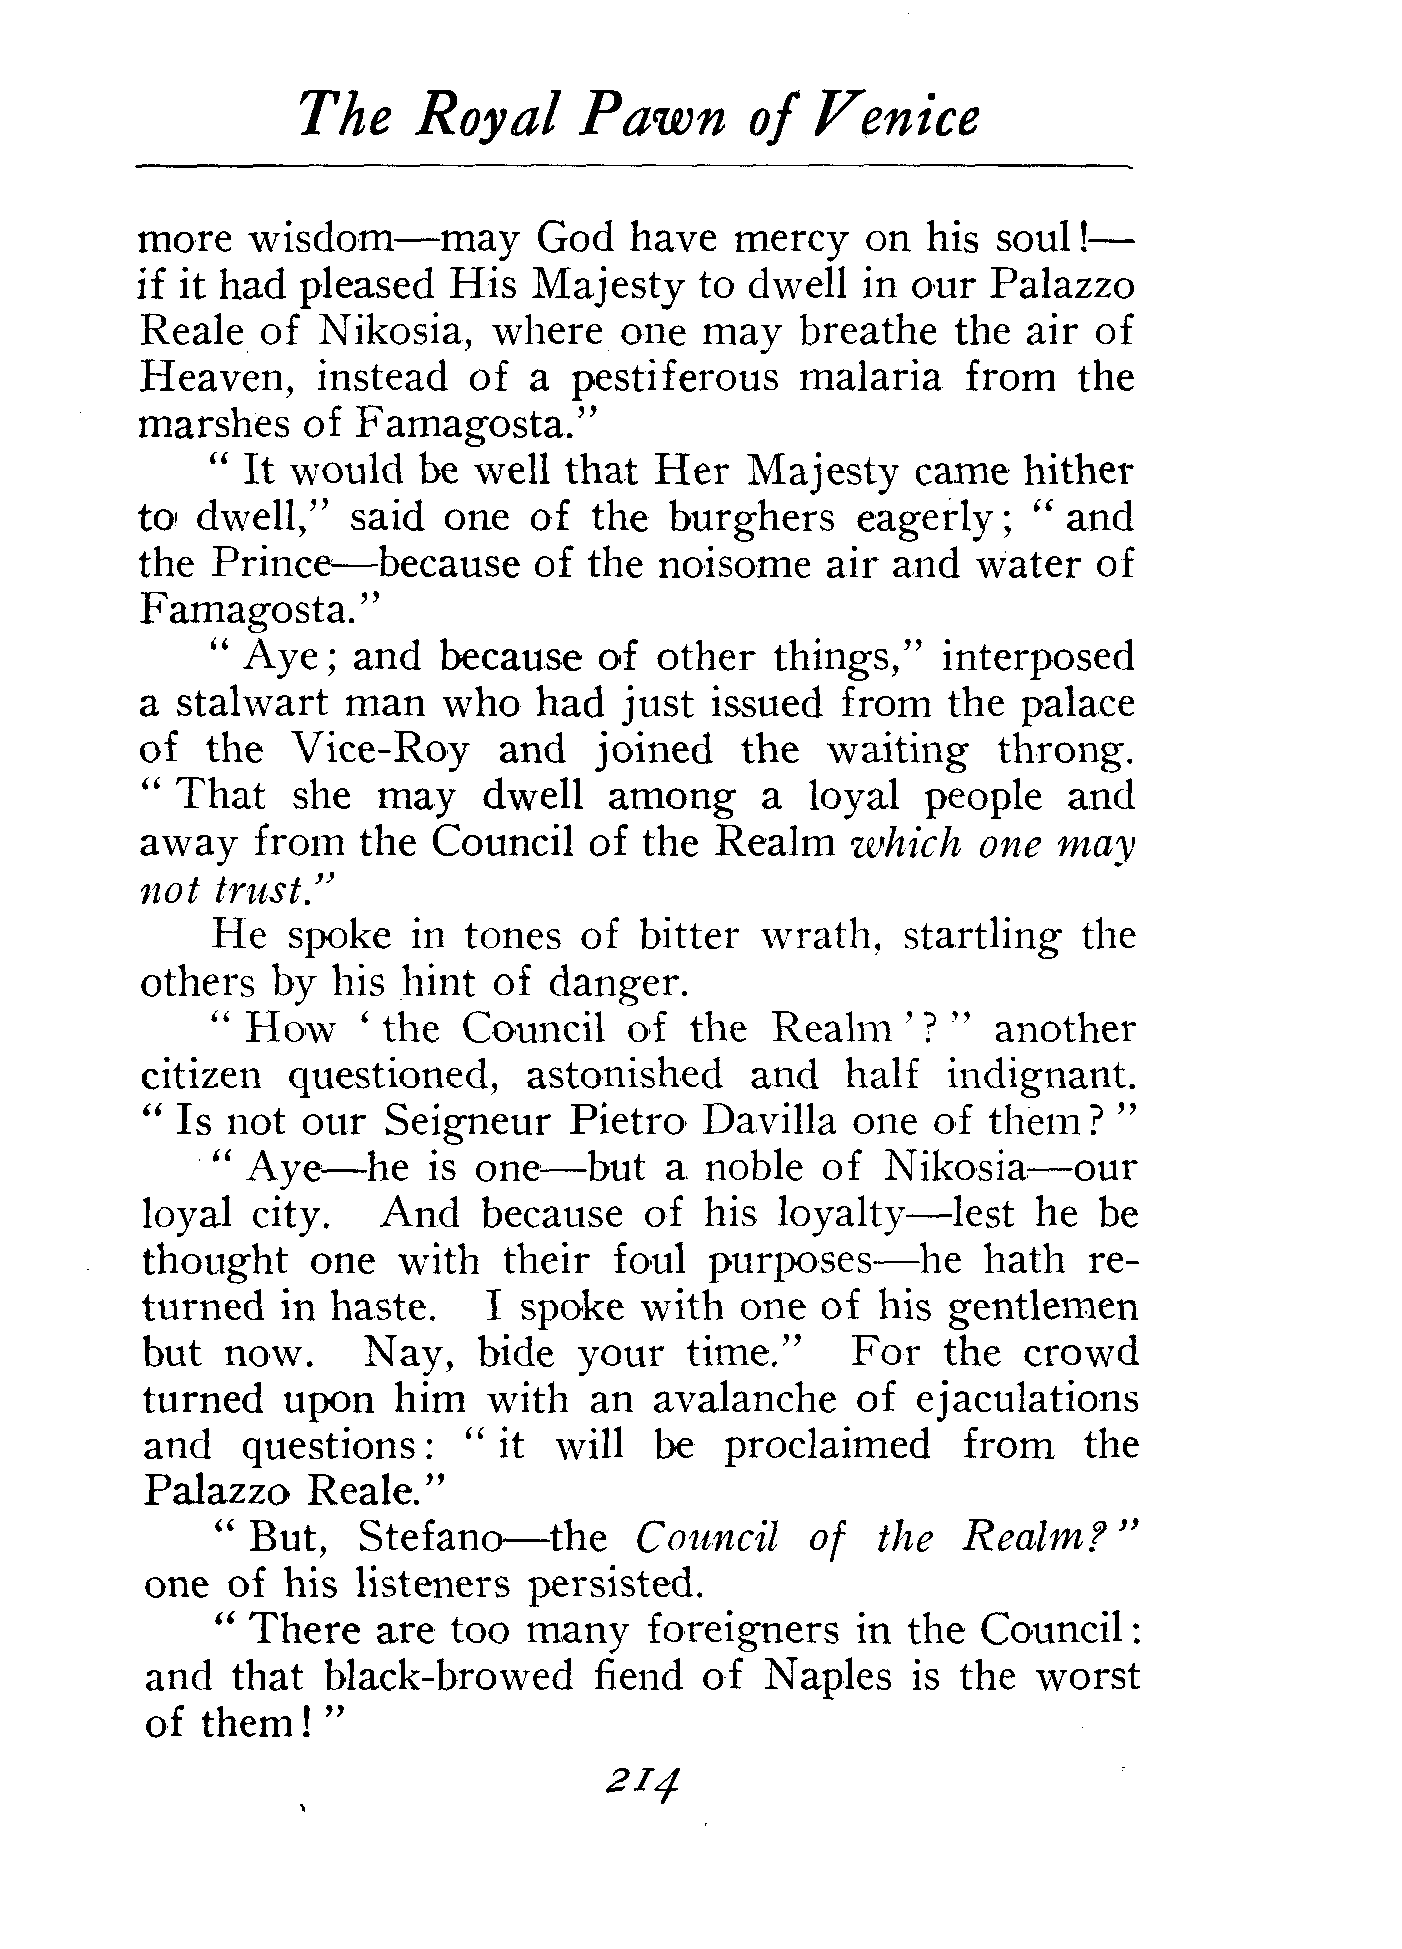 The Royal Pawn of Venice
more wisdom—may God have mercy on his soul!—
if it had pleased His Majesty to dwell in our Palazzo
Reale of Nikosia, where one may breathe the air of
Heaven, instead of a pestiferous malaria from the
marshes of Famagosta."
" It would be well that Her Majesty came hither
to dwell," said one of the burghers eagerly; " and
the Prince—because of the noisome air and water of
Famagosta."
" Aye; and because of other things," interposed
a stalwart man who had just issued from the palace
of the Vice-Roy and joined the waiting throng.
" That she may dwell among a loyal people and
away from the Council of the Realm which one may
not trust."
He spoke in tones of bitter wrath, startling the
others by his hint of danger.
" How ‘ the Council of the Realm ’? " another
citizen questioned, astonished and half indignant.
" Is not our Seigneur Pietro Davilla one of them? "
" Aye—he is one—but a noble of Nikosia—our
loyal city. And because of his loyalty—lest he be
thought one with their foul purposes—he hath re-
turned in haste. I spoke with one of his gentlemen
but now. Nay, bide your time." For the crowd
turned upon him with an avalanche of ejaculations
and questions: " it will be proclaimed from the
Palazzo Reale."
" But, Stefano—the Council of the Realm? "
one of his listeners persisted.
" There are too many foreigners in the Council:
and that black-browed fiend of Naples is the worst
of them! "
214